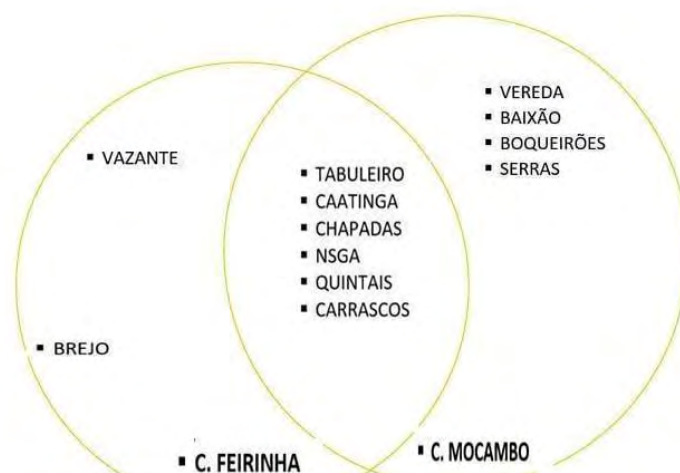 ▪ VEREDA
▪ BAIXÃO
▪ BOQUEIRÕES
▪ SERRAS
▪ VAZANTE
▪ TABULEIRO
▪ CAATINGA
▪ CHAPADAS
▪ NSGA
▪ QUINTAIS
▪ CARRASCOS
▪ BREJO
▪ C. FEIRINHA
▪ C. MOCAMBO